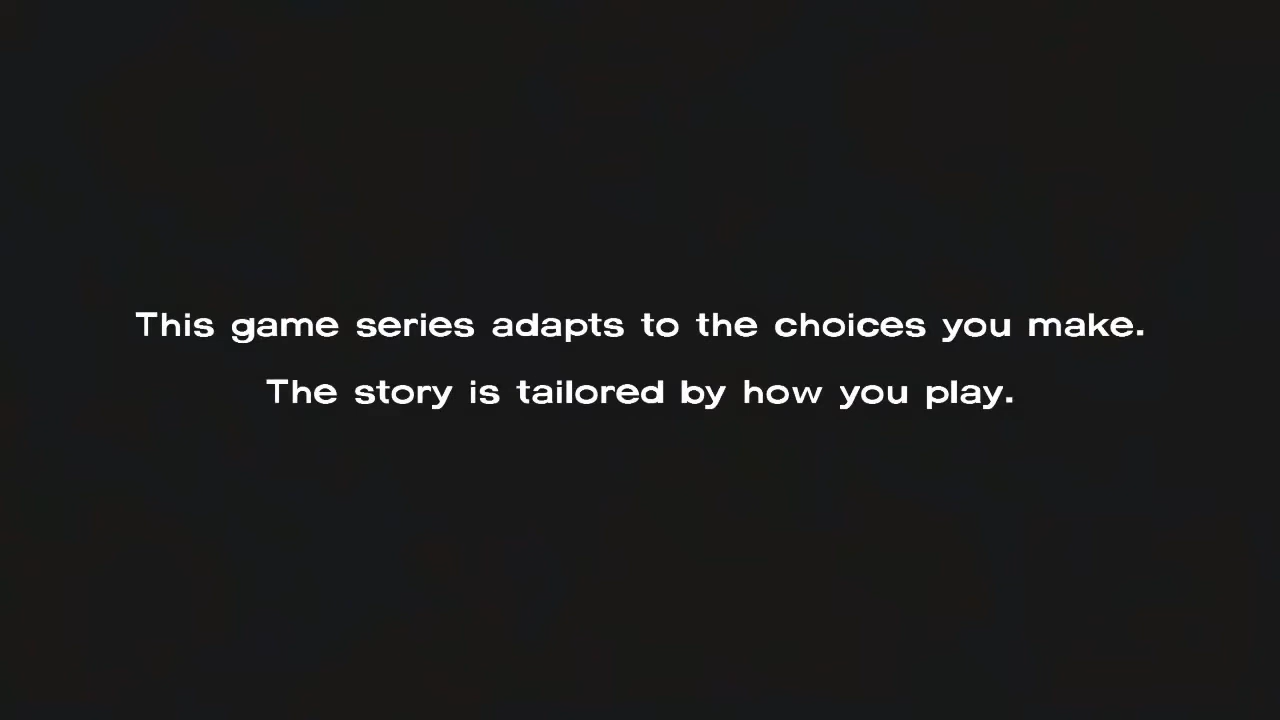 This game series adapts to the choices you make.
The story is tailored by how you play.